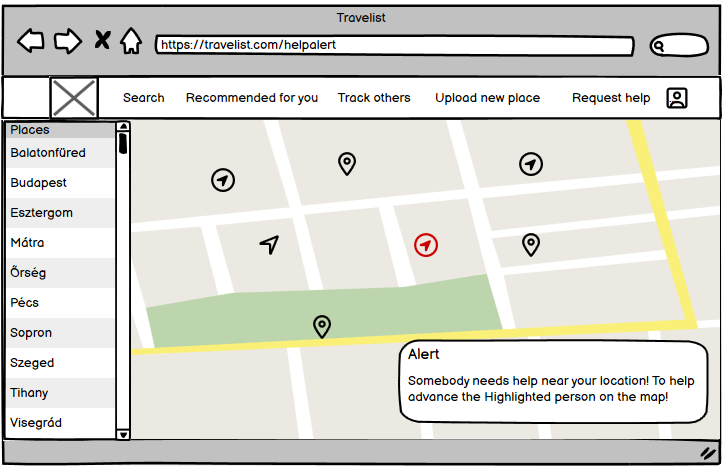 Travelist
https://travelist.com/helpalert
Search Recommended for you Track others Upload new place Request help
Places
Balatonfüred
Budapest
Esztergom
Mátra
Őrség
Pécs
Sopron
Szeged
Tihany
Visegrád
Alert
Somebody needs help near your location! To help
advance the Highlighted person on the map!